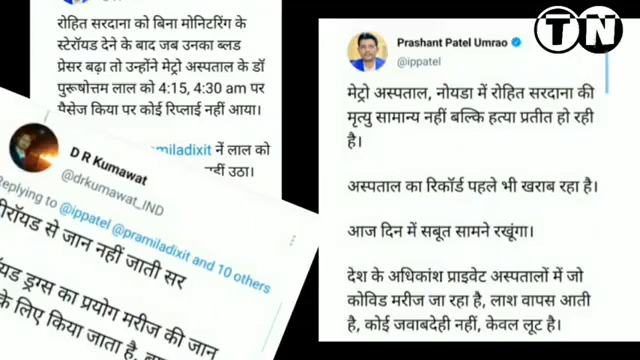 रोहित सरदाना को बिना मोनिटरिंग के
स्टेरॉयड देने के बाद जब उनका ब्लड
प्रेसर बढ़ा तो उन्होंने मेट्रो अस्पताल के डॉ
पुरूषोत्तम लाल को 4:15, 4:30 am पर
मैसेज किया पर कोई रिप्लाई नहीं आया।
miladixit नें लाल को
नहीं उठा।
D R Kumawat
@drkumawat_IND
Replying to @ippatel @pramiladixit and 10 others
से जान नहीं जाती सर
ड्रग्स का प्रयोग मरीज की जान
के लिए किया जाता है,
TN
Prashant Patel Umrao
@ippatel
मेट्रो अस्पताल, नोयडा में रोहित सरदाना की
मृत्यु सामान्य नहीं बल्कि हत्या प्रतीत हो रही
है।
अस्पताल का रिकॉर्ड पहले भी खराब रहा है।
आज दिन में सबूत सामने रखूंगा।
देश के अधिकांश प्राइवेट अस्पतालों में जो
कोविड मरीज जा रहा है, लाश वापस आती
है, कोई जवाबदेही नहीं, केवल लूट है।